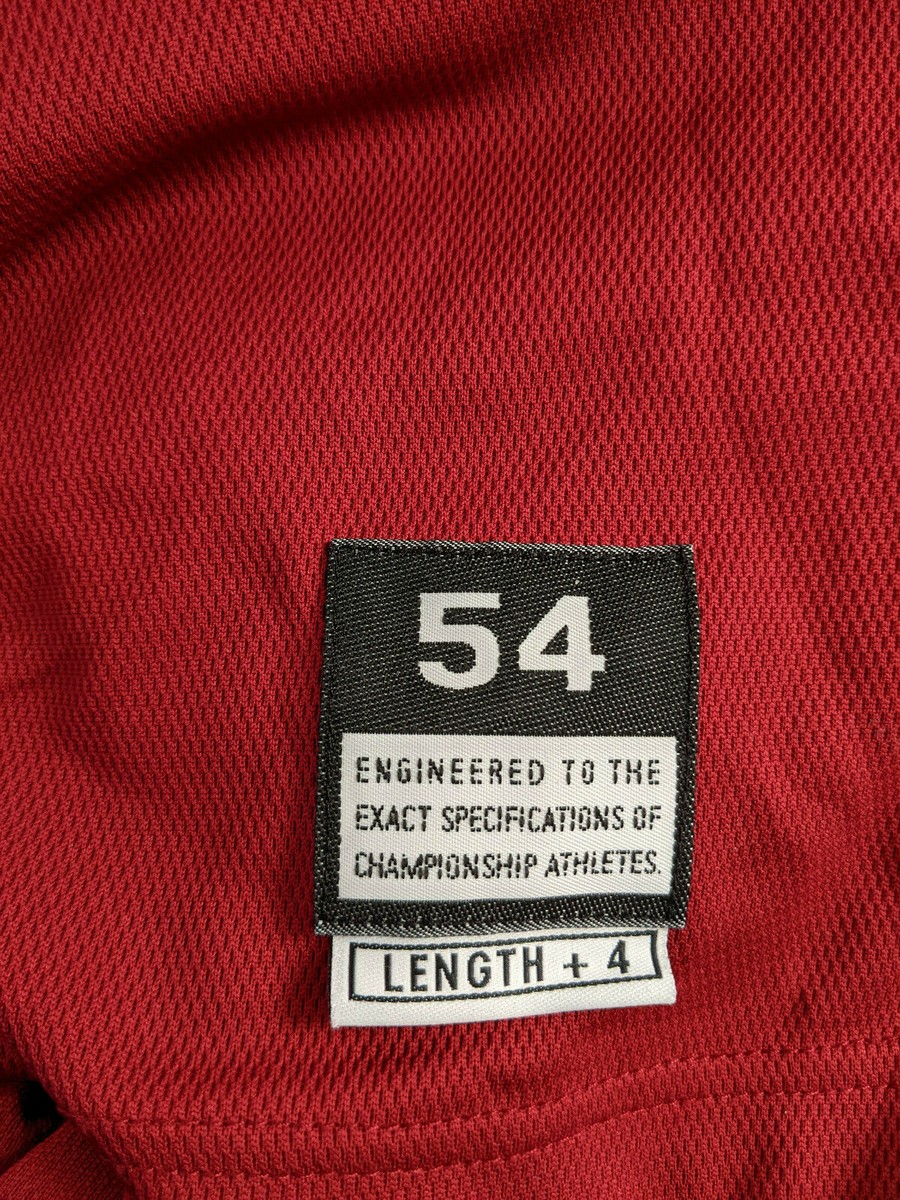 54
ENGINEERED TO THE
EXACT SPECIFICATIONS OF
CHAMPIONSHIP ATHLETES.
LENGTH + 4